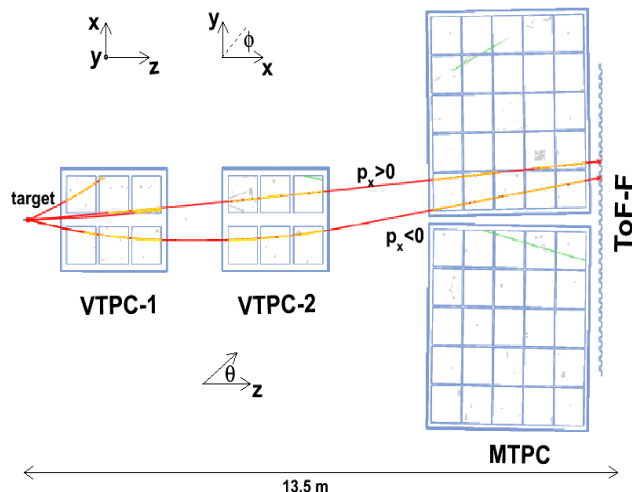 x
y
z
y
ϕ
x
target
p_x>0
p_x<0
ToF-F
VTPC-1
VTPC-2
θ
z
MTPC
13.5 m